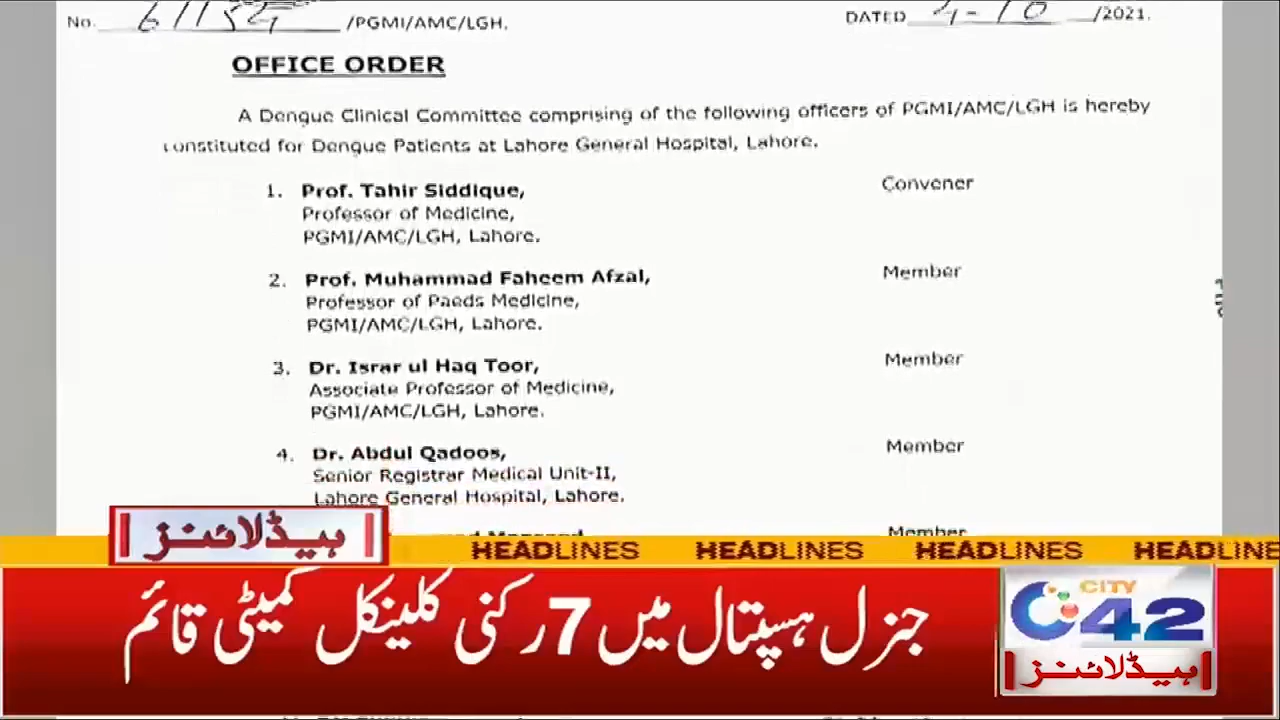 No. 61154 /PGMI/AMC/LGH.
DATED 4-10 /2021.
OFFICE ORDER
A Dengue Clinical Committee comprising of the following officers of PGMI/AMC/LGH is hereby
constituted for Dengue Patients at Lahore General Hospital, Lahore.
1. Prof. Tahir Siddique, Convener
Professor of Medicine,
PGMI/AMC/LGH, Lahore.
2. Prof. Muhammad Faheem Afzal, Member
Professor of Paeds Medicine,
PGMI/AMC/LGH, Lahore.
3. Dr. Israr ul Haq Toor, Member
Associate Professor of Medicine,
PGMI/AMC/LGH, Lahore.
4. Dr. Abdul Qadoos, Member
Senior Registrar Medical Unit-II,
Lahore General Hospital, Lahore.
Member
ہیڈلائنز
HEADLINES HEADLINES HEADLINES HEADLINE
جنرل ہسپتال میں 7 رکنی کلینکل کمیٹی قائم
CITY
42
ہیڈلائنز